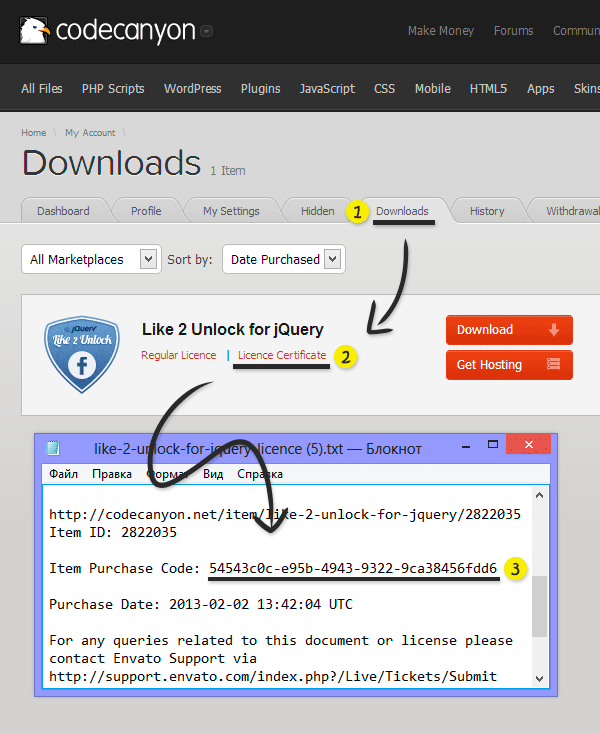 codecanyon
Make Money Forums Commun
All Files PHP Scripts WordPress Plugins JavaScript CSS Mobile HTML5 Apps Skins
Home \ My Account \
Downloads 1 Item
Dashboard Profile My Settings Hidden 1 Downloads History Withdrawal
All Marketplaces Sort by: Date Purchased
jQuery
Like 2 Unlock
f
Like 2 Unlock for jQuery
Regular Licence | Licence Certificate 2
Download
Get Hosting
like-2-unlock-for-jquery-licence (5).txt — Блокнот
Файл Правка Формат Вид Справка
http://codecanyon.net/item/like-2-unlock-for-jquery/2822035
Item ID: 2822035
Item Purchase Code: 54543c0c-e95b-4943-9322-9ca38456fdd6 3
Purchase Date: 2013-02-02 13:42:04 UTC
For any queries related to this document or license please
contact Envato Support via
http://support.envato.com/index.php?/Live/Tickets/Submit